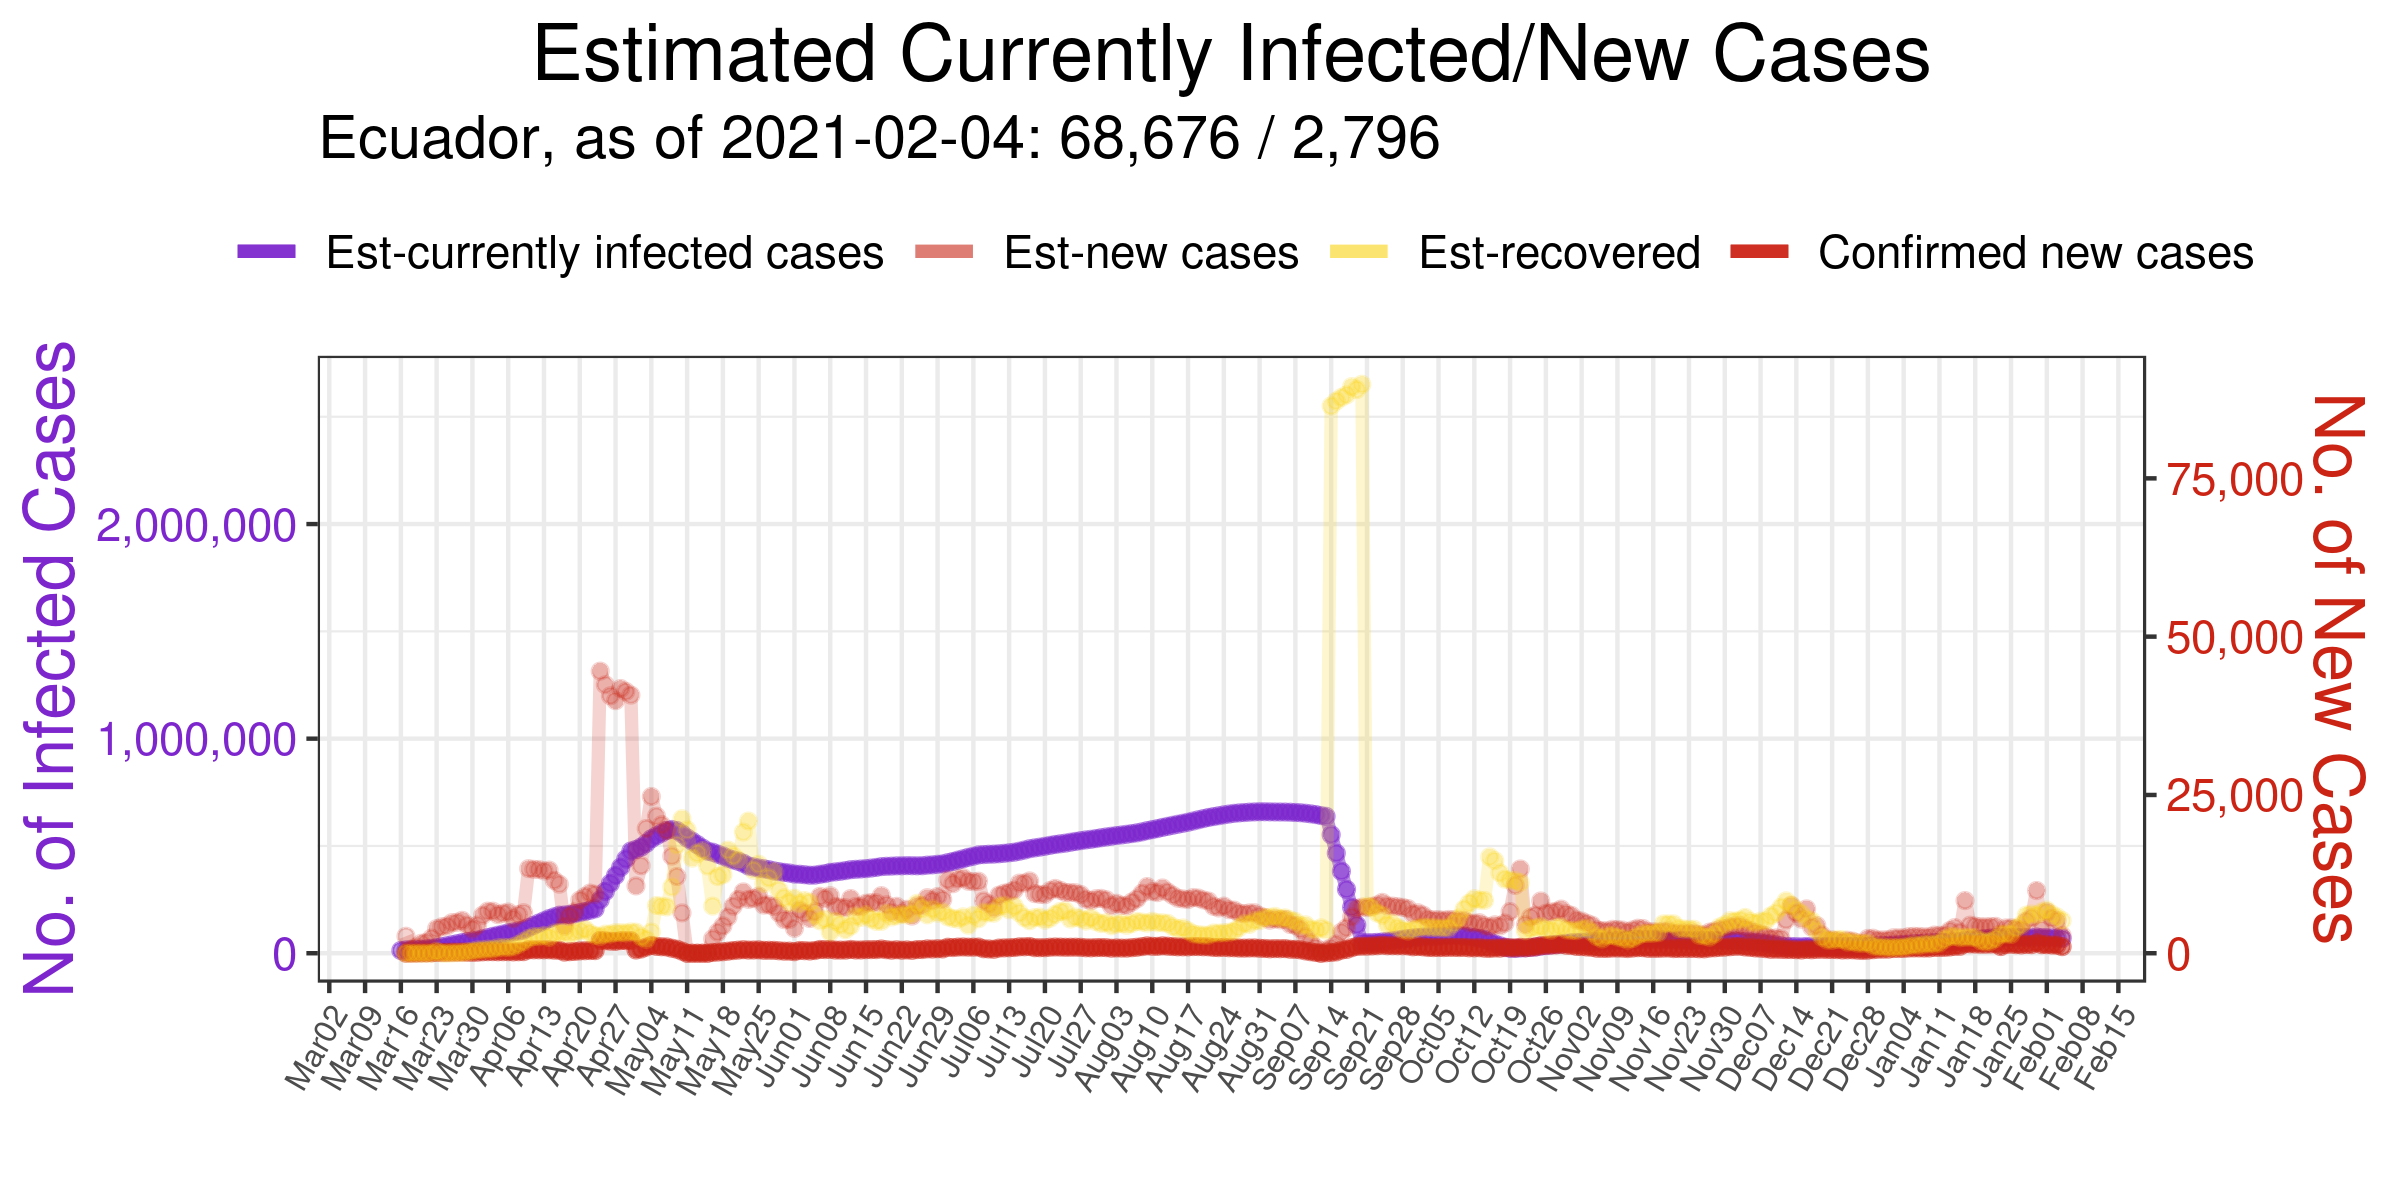 Estimated Currently Infected/New Cases
Ecuador, as of 2021-02-04: 68,676 / 2,796
Est-currently infected cases Est-new cases Est-recovered Confirmed new cases
No. of Infected Cases
2,000,000
1,000,000
0
75,000
50,000
25,000
0
No. of New Cases
Mar02 Mar09 Mar16 Mar23 Mar30 Apr06 Apr13 Apr20 Apr27 May04 May11 May18 May25 Jun01 Jun08 Jun15 Jun22 Jun29 Jul06 Jul13 Jul20 Jul27 Aug03 Aug10 Aug17 Aug24 Aug31 Sep07 Sep14 Sep21 Sep28 Oct05 Oct12 Oct19 Oct26 Nov02 Nov09 Nov16 Nov23 Nov30 Dec07 Dec14 Dec21 Dec28 Jan04 Jan11 Jan18 Jan25 Feb01 Feb08 Feb15